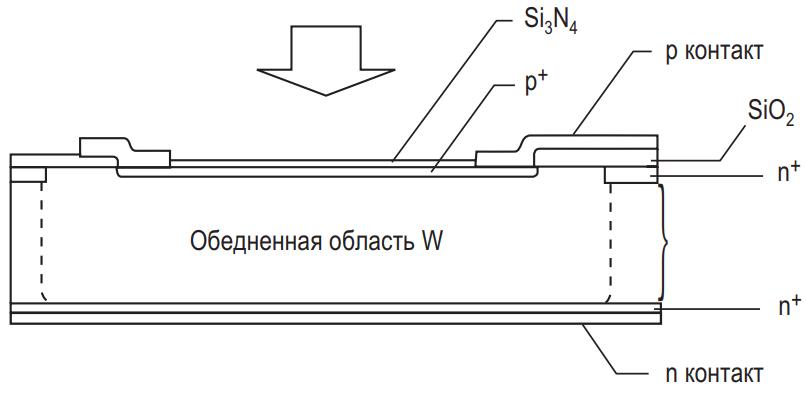 Si₃N₄
р контакт
p⁺
SiO₂
n⁺
Обедненная область W
n⁺
n контакт